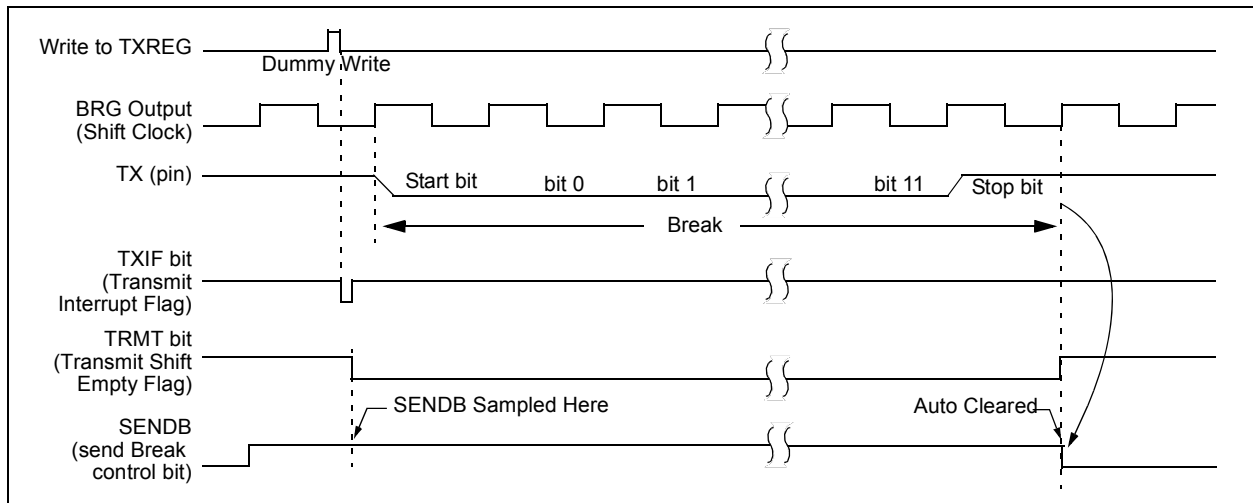 Write to TXREG
Dummy Write
BRG Output
(Shift Clock)
TX (pin)
Start bit
bit 0
bit 1
bit 11
Stop bit
Break
TXIF bit
(Transmit
Interrupt Flag)
TRMT bit
(Transmit Shift
Empty Flag)
SENDB Sampled Here
Auto Cleared
SENDB
(send Break
control bit)